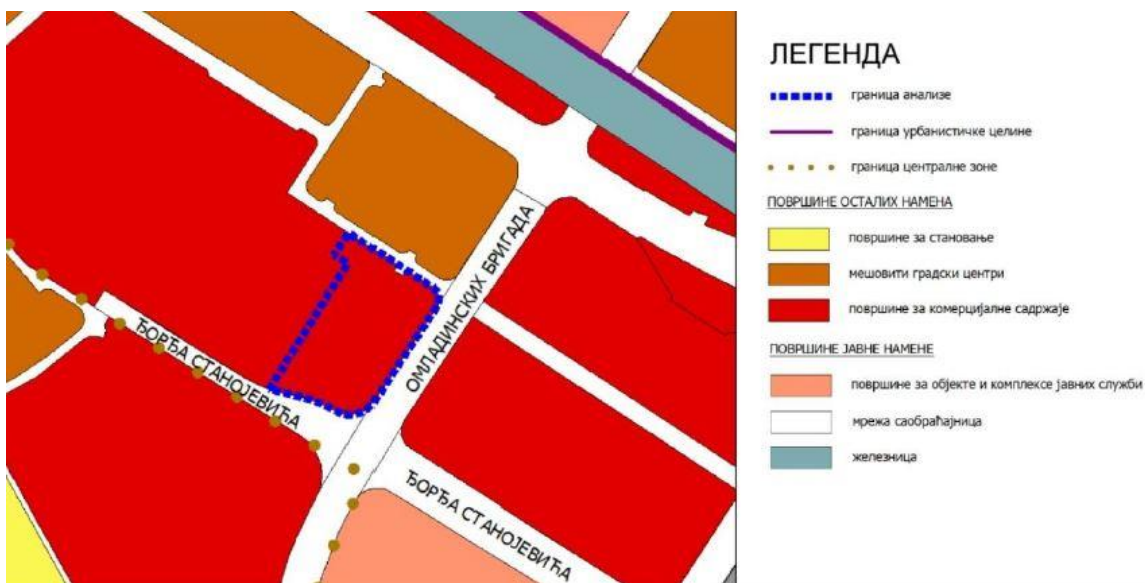 ОМЛАДИНСКИХ БРИГАДА
ЂОРЂА СТАНОЈЕВИЋА
ЂОРЂА СТАНОЈЕВИЋА
ЛЕГЕНДА
граница анализе
граница урбанистичке целине
граница централне зоне
ПОВРШИНЕ ОСТАЛИХ НАМЕНА
површине за становање
мешовити градски центри
површине за комерцијалне садржаје
ПОВРШИНЕ ЈАВНЕ НАМЕНЕ
површине за објекте и комплексе јавних служби
мрежа саобраћајница
железница